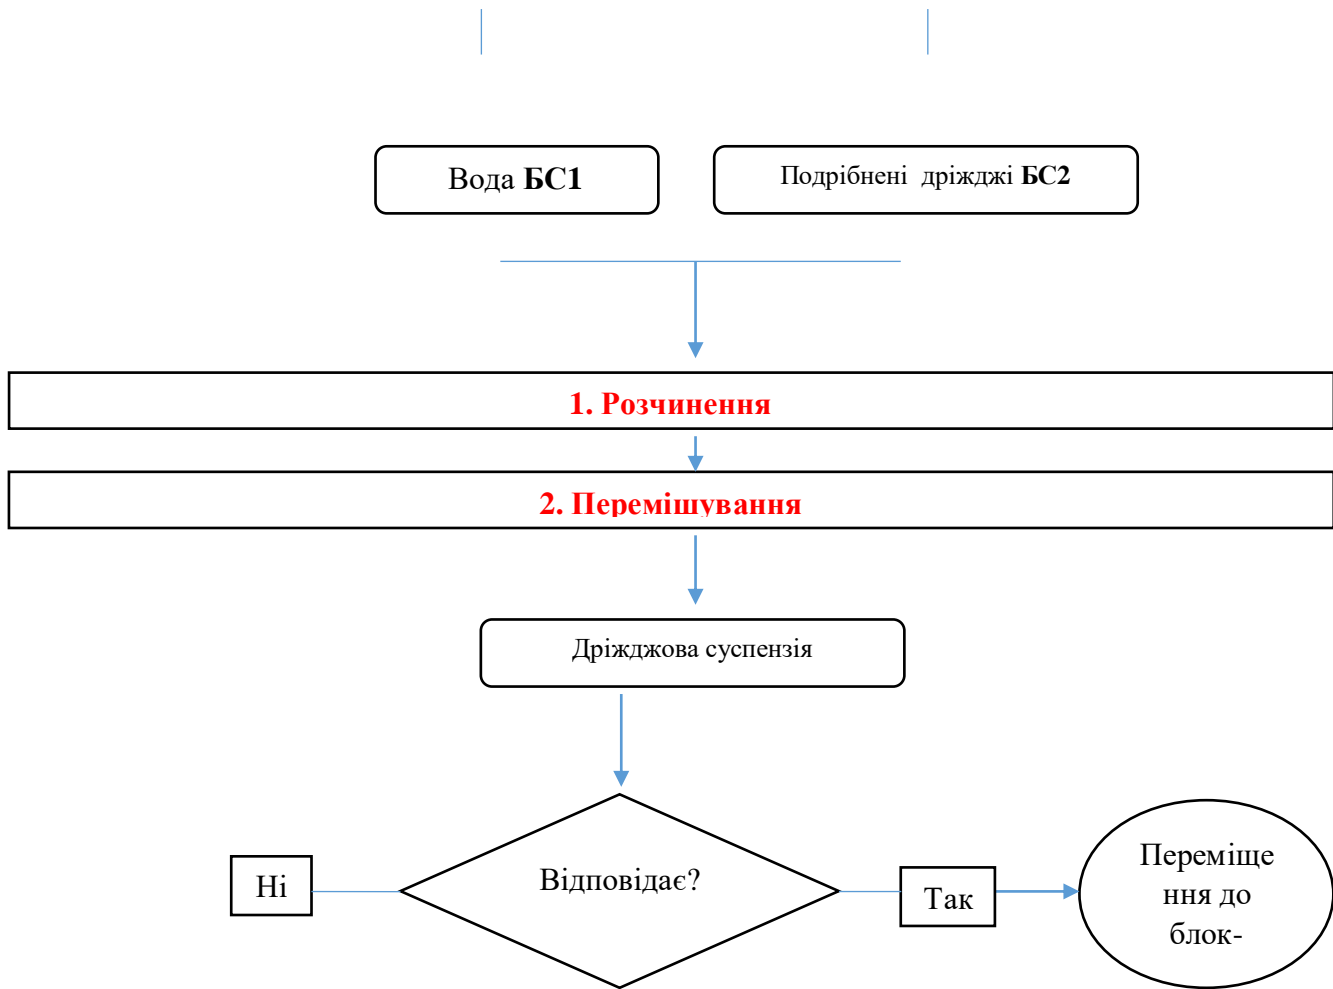 Вода БС1
Подрібнені дріжджі БС2
1. Розчинення
2. Перемішування
Дріжджова суспензія
Відповідає?
Ні
Так
Переміще
ння до
блок-